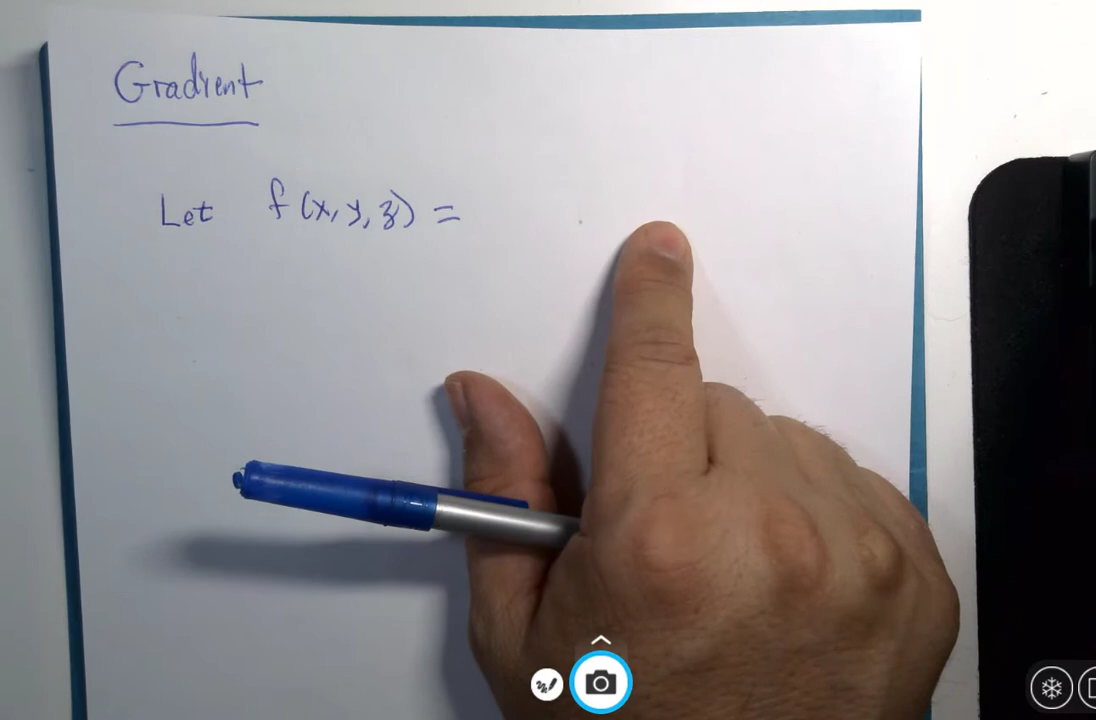 Gradient
Let f(x, y, z) =